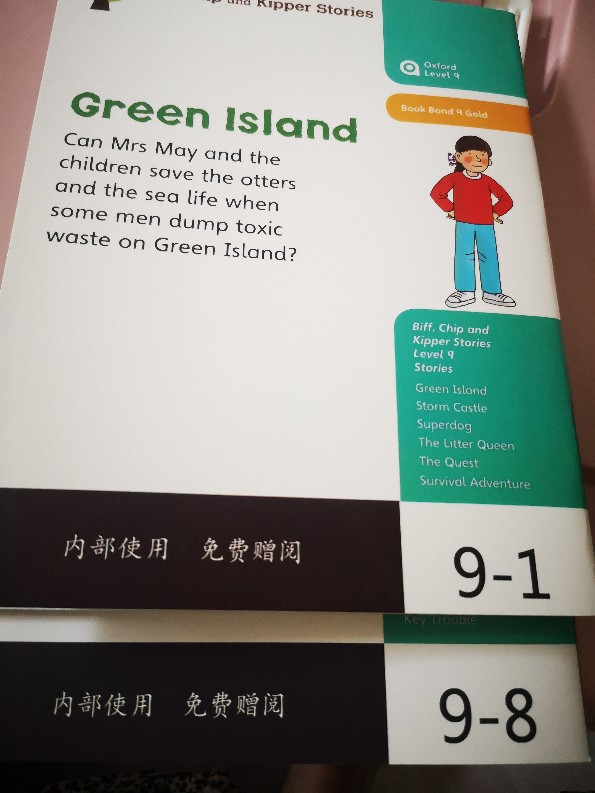 and Kipper Stories
Oxford
Level 9
Book Band 9 Gold
Green Island
Can Mrs May and the
children save the otters
and the sea life when
some men dump toxic
waste on Green Island?
Biff, Chip and
Kipper Stories
Level 9
Stories
Green Island
Storm Castle
Superdog
The Litter Queen
The Quest
Survival Adventure
内部使用 免费赠阅
9-1
Key Trouble
内部使用 免费赠阅
9-8